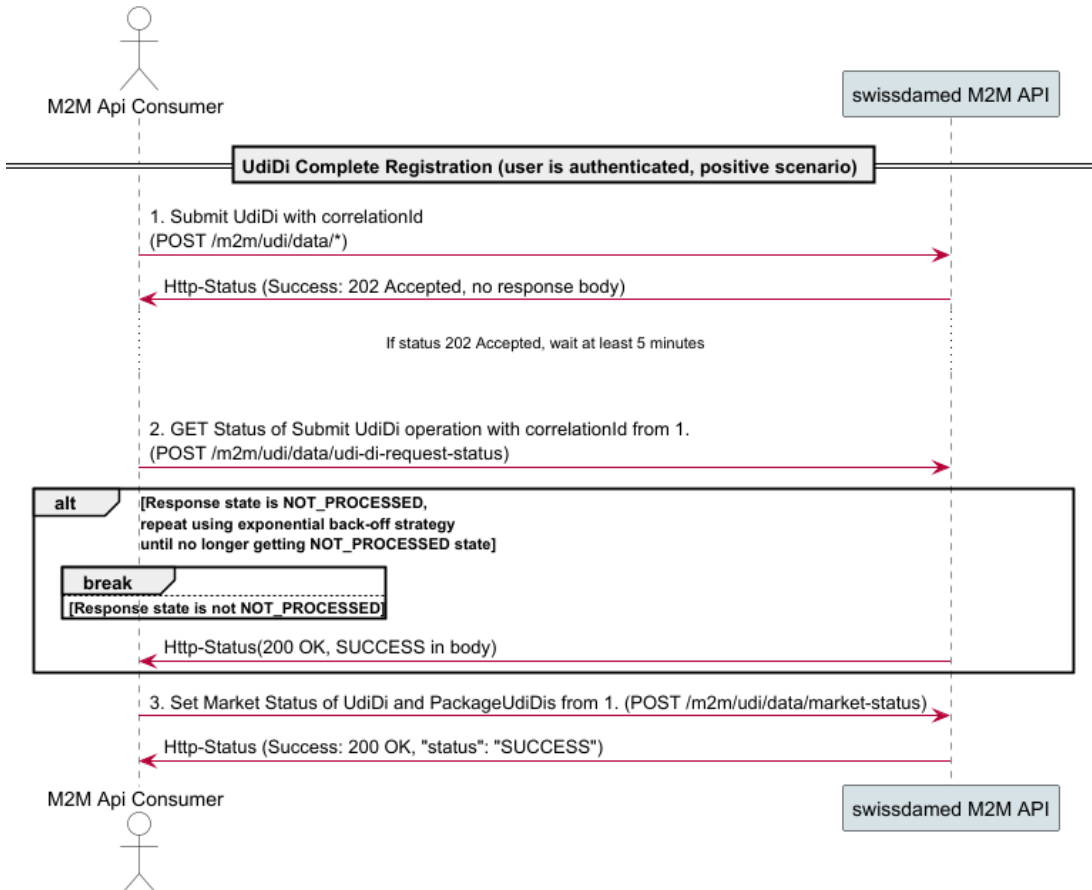 M2M Api Consumer
swissdamed M2M API
UdiDi Complete Registration (user is authenticated, positive scenario)
1. Submit UdiDi with correlationId
(POST /m2m/udi/data/*)
Http-Status (Success: 202 Accepted, no response body)
If status 202 Accepted, wait at least 5 minutes
2. GET Status of Submit UdiDi operation with correlationId from 1.
(POST /m2m/udi/data/udi-di-request-status)
alt
[Response state is NOT_PROCESSED,
repeat using exponential back-off strategy
until no longer getting NOT_PROCESSED state]
break
[Response state is not NOT_PROCESSED]
Http-Status(200 OK, SUCCESS in body)
3. Set Market Status of UdiDi and PackageUdiDis from 1. (POST /m2m/udi/data/market-status)
Http-Status (Success: 200 OK, "status": "SUCCESS")
M2M Api Consumer
swissdamed M2M API